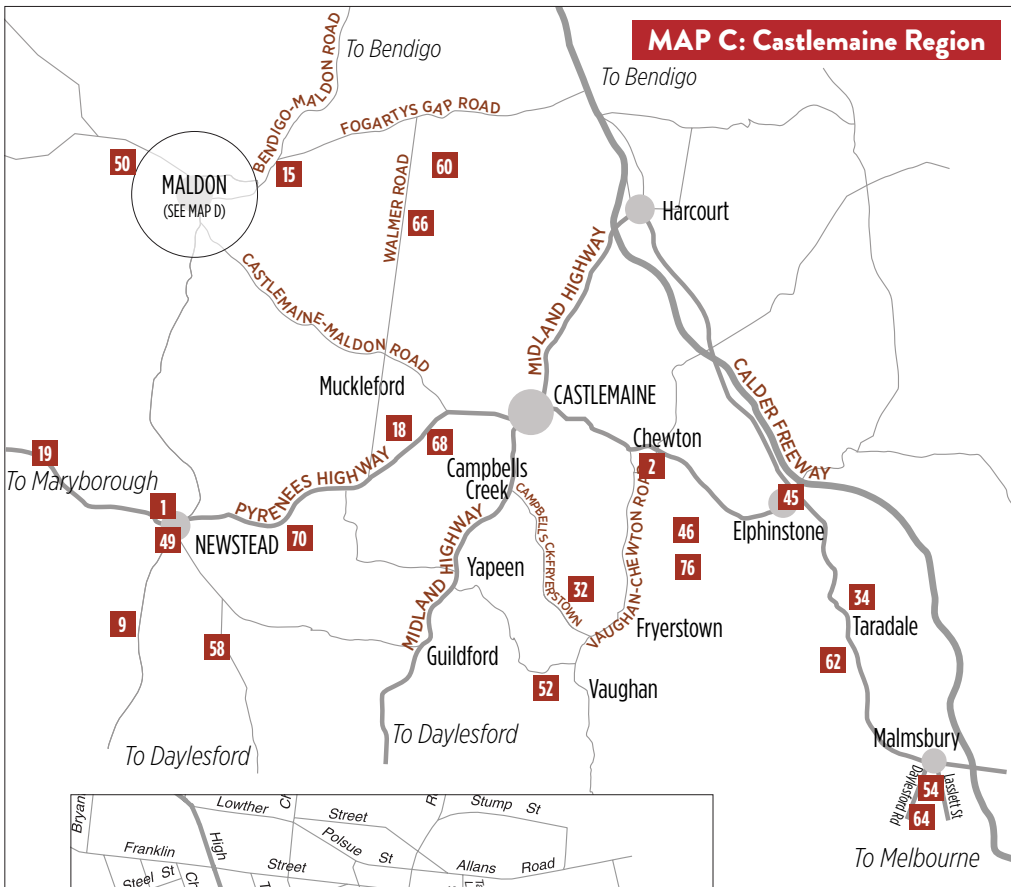 MAP C: Castlemaine Region
To Bendigo
To Bendigo
BENDIGO-MALDON ROAD
FOGARTYS GAP ROAD
50
MALDON
(SEE MAP D)
15
60
WALMER ROAD
66
Harcourt
CASTLEMAINE-MALDON ROAD
MIDLAND HIGHWAY
CALDER FREEWAY
Muckleford
CASTLEMAINE
18
68
Chewton
2
19
To Maryborough
Campbells
Creek
PYRENEES HIGHWAY
1
49
NEWSTEAD
70
45
Elphinstone
46
76
CAMPBELLS CK-FRYERSTOWN
VAUGHAN-CHEWTON ROAD
MIDLAND HIGHWAY
Yapeen
32
34
Taradale
9
58
Fryerstown
Guildford
62
52
Vaughan
To Daylesford
To Daylesford
Malmsbury
Daylesford Rd
Jasslett St
54
64
To Melbourne
Bryan
Lowther
Street
Stump St
High
Polsue St
Franklin
Street
Allans Road
Steel St